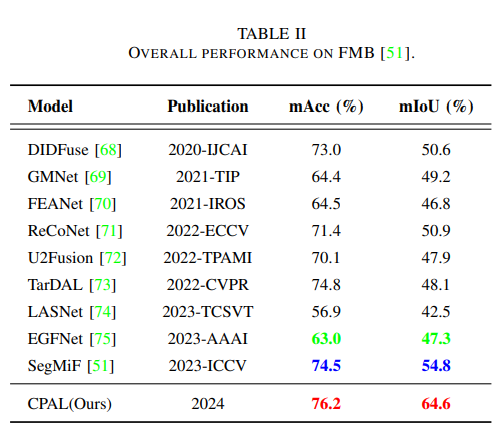 TABLE II
OVERALL PERFORMANCE ON FMB [51].
Model Publication mAcc (%) mIoU (%)
DIDFuse [68] 2020-IJCAI 73.0 50.6
GMNet [69] 2021-TIP 64.4 49.2
FEANet [70] 2021-IROS 64.5 46.8
ReCoNet [71] 2022-ECCV 71.4 50.9
U2Fusion [72] 2022-TPAMI 70.1 47.9
TarDAL [73] 2022-CVPR 74.8 48.1
LASNet [74] 2023-TCSVT 56.9 42.5
EGFNet [75] 2023-AAAI 63.0 47.3
SegMiF [51] 2023-ICCV 74.5 54.8
CPAL(Ours) 2024 76.2 64.6